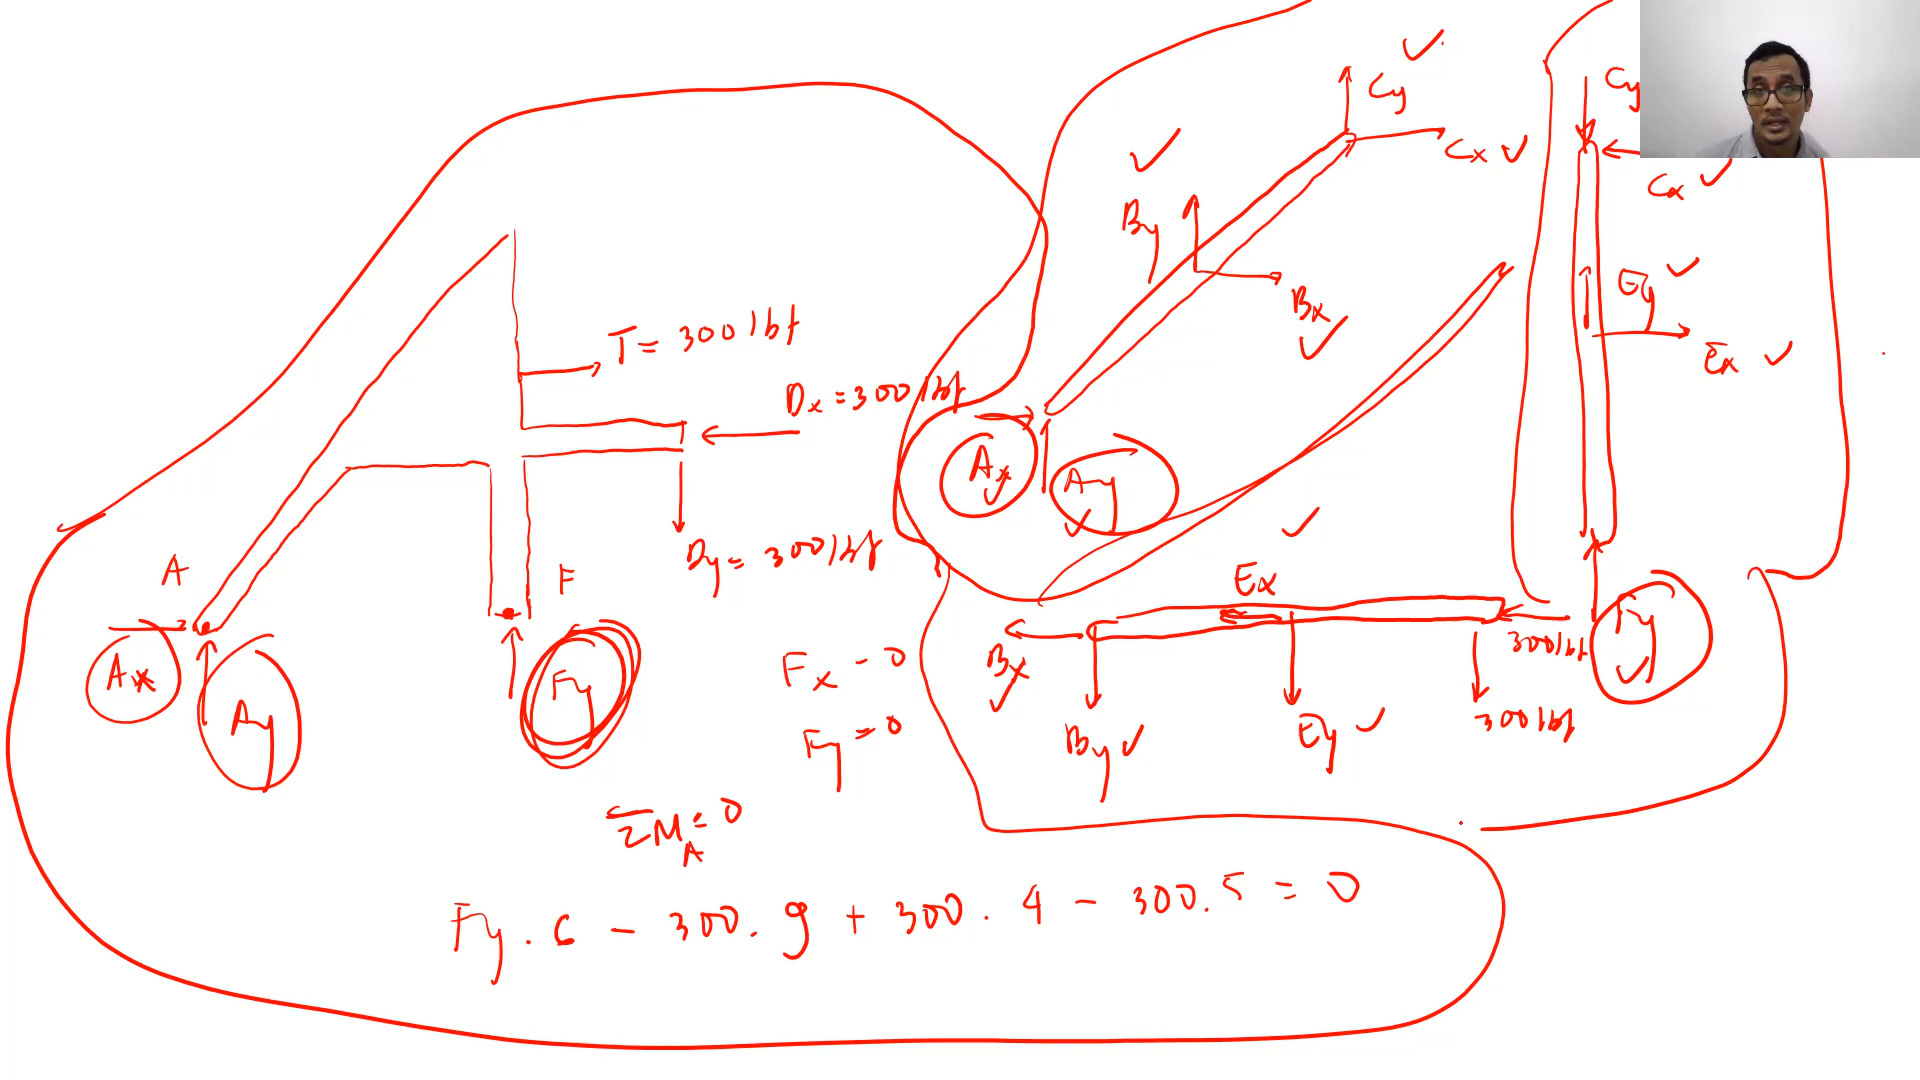 T = 300 lbf
Dx = 300 lbf
Dy = 300 lbf
A
F
Ax
Ay
Fy
Fx = 0
Fy = 0
ΣM_A = 0
Fy . 6 - 300 . 9 + 300 . 4 - 300 . 5 = 0
Cy
Cx
By
Bx
Ax
Ay
Cy
Cx
Ey
Ex
Ex
Bx
By
Ey
300 lbf
300 lbf
Fy